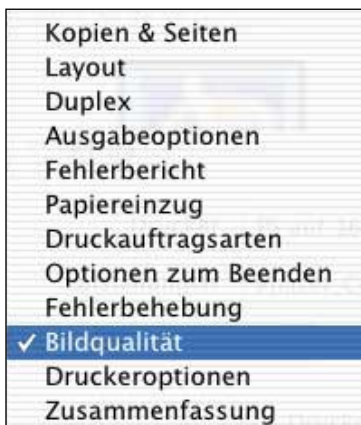 Kopien & Seiten
Layout
Duplex
Ausgabeoptionen
Fehlerbericht
Papiereinzug
Druckauftragsarten
Optionen zum Beenden
Fehlerbehebung
✓ Bildqualität
Druckeroptionen
Zusammenfassung